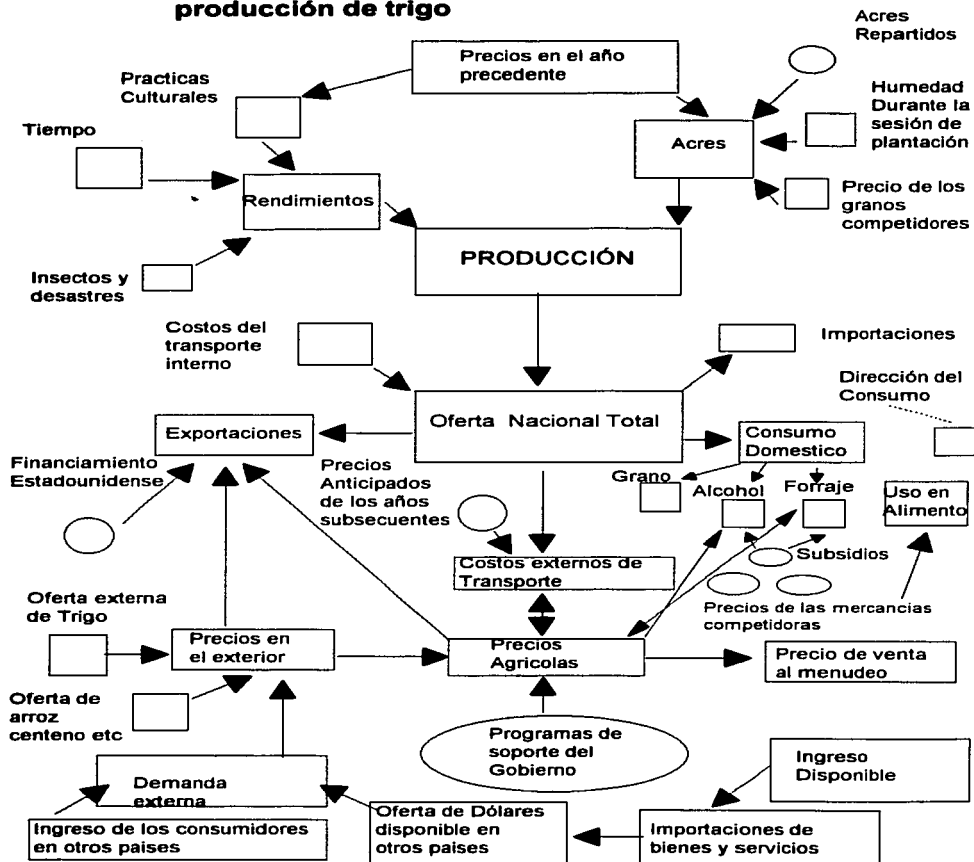 producción de trigo
Acres
Repartidos
Precios en el año
precedente
Practicas
Culturales
Humedad
Durante la
sesión de
plantación
Tiempo
Acres
Precio de los
granos
competidores
Rendimientos
PRODUCCIÓN
Insectos y
desastres
Costos del
transporte
interno
Importaciones
Dirección del
Consumo
Oferta Nacional Total
Exportaciones
Consumo
Domestico
Financiamiento
Estadounidense
Precios
Anticipados
de los años
subsecuentes
Grano
Alcohol
Forraje
Uso en
Alimento
Subsidios
Costos externos de
Transporte
Precios de las mercancías
competidoras
Oferta externa
de Trigo
Precios en
el exterior
Precios
Agricolas
Precio de venta
al menudeo
Oferta de
arroz
centeno etc
Programas de
soporte del
Gobierno
Ingreso
Disponible
Demanda
externa
Ingreso de los consumidores
en otros paises
Oferta de Dólares
disponible en
otros paises
Importaciones de
bienes y servicios